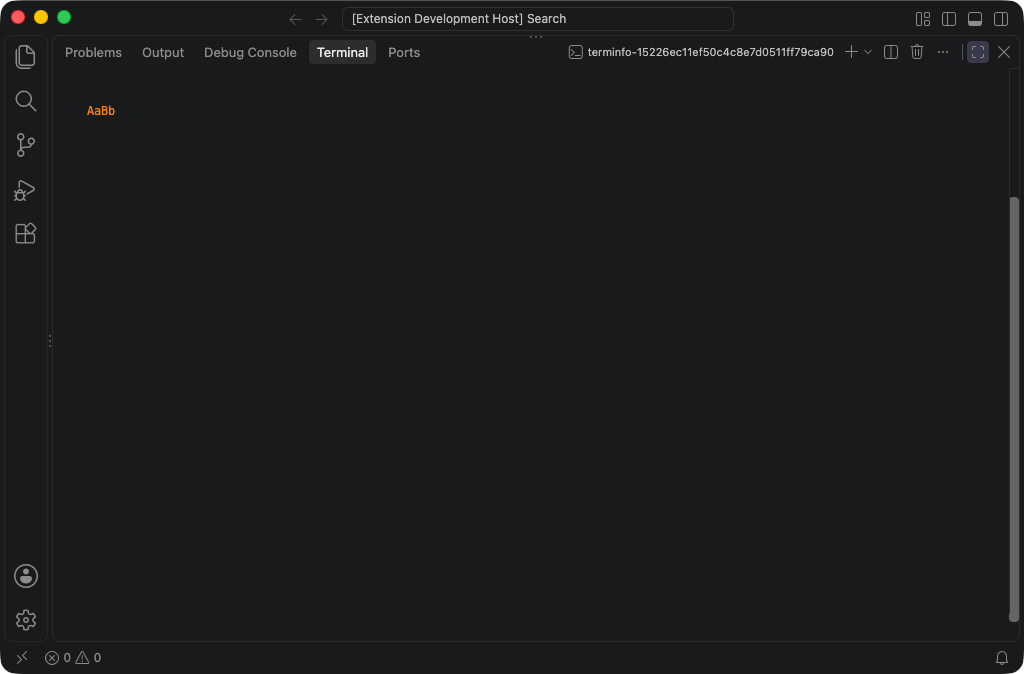 [Extension Development Host] Search
Problems Output Debug Console Terminal Ports terminfo-15226ec11ef50c4c8e7d0511ff79ca90
AaBb
0 0